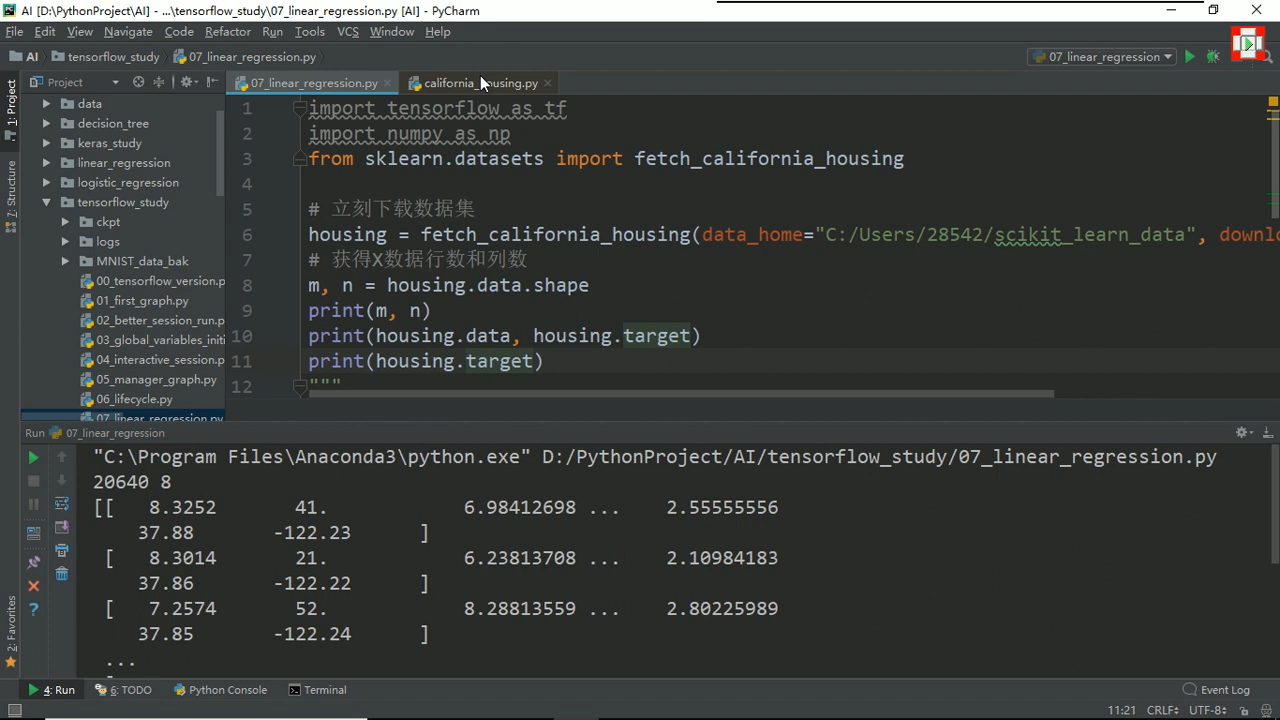 AI [D:\PythonProject\AI] - ...\tensorflow_study\07_linear_regression.py [AI] - PyCharm
File Edit View Navigate Code Refactor Run Tools VCS Window Help
AI tensorflow_study 07_linear_regression.py 07_linear_regression
Project 07_linear_regression.py california_housing.py
1: Project
7: Structure
2: Favorites
data
decision_tree
keras_study
linear_regression
logistic_regression
tensorflow_study
ckpt
logs
MNIST_data_bak
00_tensorflow_version.p
01_first_graph.py
02_better_session_run.p
03_global_variables_initi
04_interactive_session.p
05_manager_graph.py
06_lifecycle.py
07_linear_regression.py
1 import tensorflow as tf
2 import numpy as np
3 from sklearn.datasets import fetch_california_housing
4
5 # 立刻下载数据集
6 housing = fetch_california_housing(data_home="C:/Users/28542/scikit_learn_data", downlo
7 # 获得X数据行数和列数
8 m, n = housing.data.shape
9 print(m, n)
10 print(housing.data, housing.target)
11 print(housing.target)
12 """
Run 07_linear_regression
"C:\Program Files\Anaconda3\python.exe" D:/PythonProject/AI/tensorflow_study/07_linear_regression.py
20640 8
[[ 8.3252 41. 6.98412698 ... 2.55555556
37.88 -122.23 ]
[ 8.3014 21. 6.23813708 ... 2.10984183
37.86 -122.22 ]
[ 7.2574 52. 8.28813559 ... 2.80225989
37.85 -122.24 ]
...
4: Run 6: TODO Python Console Terminal Event Log
11:21 CRLF UTF-8